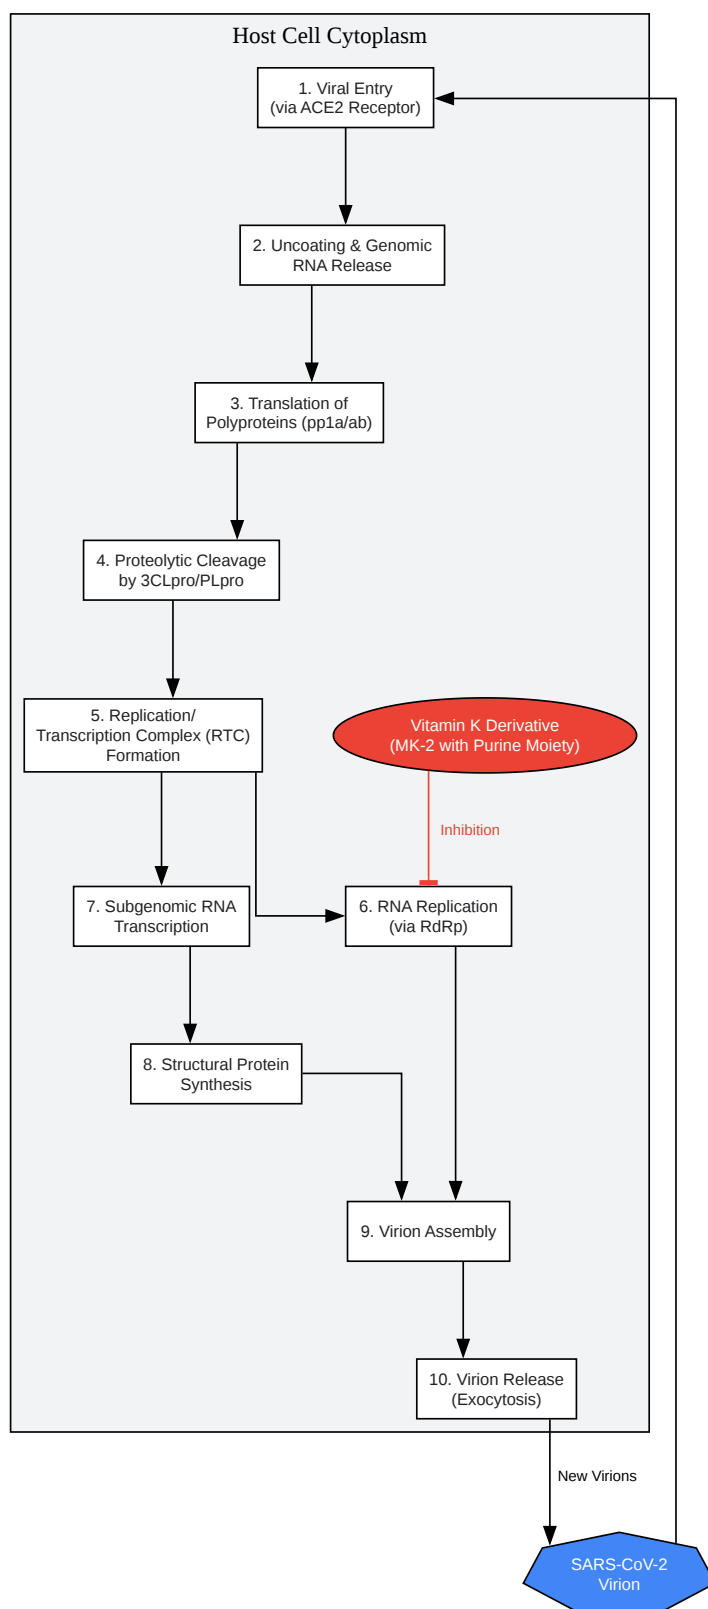 Host Cell Cytoplasm
1. Viral Entry
(via ACE2 Receptor)
2. Uncoating & Genomic
RNA Release
3. Translation of
Polyproteins (pp1a/ab)
4. Proteolytic Cleavage
by 3CLpro/PLpro
5. Replication/
Transcription Complex (RTC)
Formation
Vitamin K Derivative
(MK-2 with Purine Moiety)
Inhibition
7. Subgenomic RNA
Transcription
6. RNA Replication
(via RdRp)
8. Structural Protein
Synthesis
9. Virion Assembly
10. Virion Release
(Exocytosis)
New Virions
SARS-CoV-2
Virion